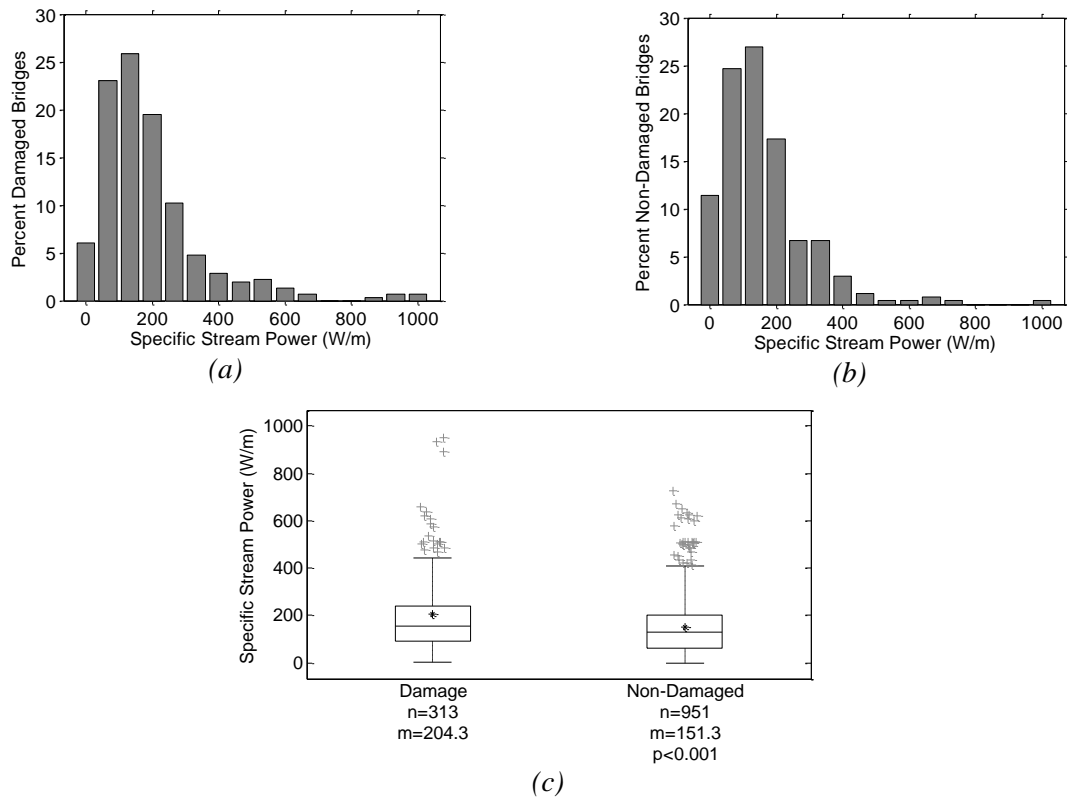 30
25
20
15
10
5
0
Percent Damaged Bridges
0 200 400 600 800 1000
Specific Stream Power (W/m)
(a)
30
25
20
15
10
5
0
Percent Non-Damaged Bridges
0 200 400 600 800 1000
Specific Stream Power (W/m)
(b)
1000
800
600
400
200
0
Specific Stream Power (W/m)
Damage
n=313
m=204.3
Non-Damaged
n=951
m=151.3
p<0.001
(c)